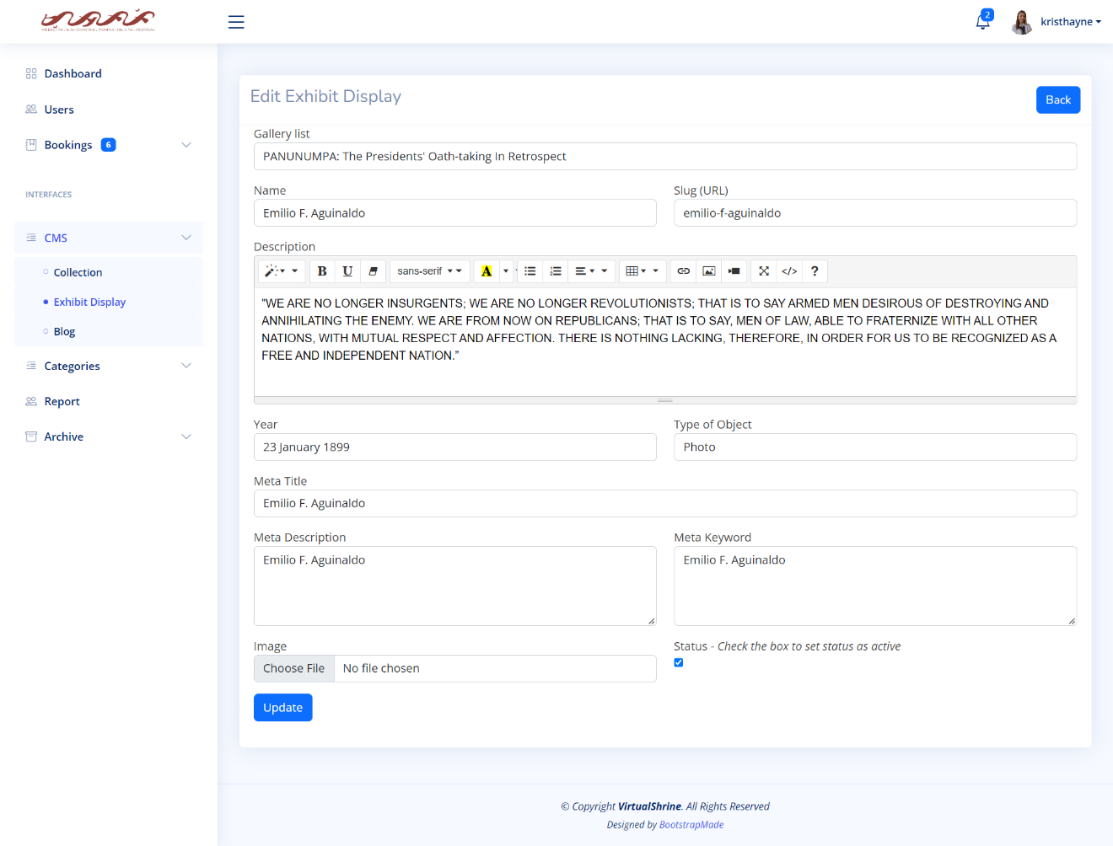 2
kristhayne
Dashboard
Users
Bookings 6
INTERFACES
CMS
Collection
Exhibit Display
Blog
Categories
Report
Archive
Edit Exhibit Display
Back
Gallery list
PANUNUMPA: The Presidents' Oath-taking In Retrospect
Name
Emilio F. Aguinaldo
Slug (URL)
emilio-f-aguinaldo
Description
B U sans-serif A </> ?
"WE ARE NO LONGER INSURGENTS; WE ARE NO LONGER REVOLUTIONISTS; THAT IS TO SAY ARMED MEN DESIROUS OF DESTROYING AND
ANNIHILATING THE ENEMY. WE ARE FROM NOW ON REPUBLICANS; THAT IS TO SAY, MEN OF LAW, ABLE TO FRATERNIZE WITH ALL OTHER
NATIONS, WITH MUTUAL RESPECT AND AFFECTION. THERE IS NOTHING LACKING, THEREFORE, IN ORDER FOR US TO BE RECOGNIZED AS A
FREE AND INDEPENDENT NATION."
Year
23 January 1899
Type of Object
Photo
Meta Title
Emilio F. Aguinaldo
Meta Description
Emilio F. Aguinaldo
Meta Keyword
Emilio F. Aguinaldo
Image
Choose File No file chosen
Status - Check the box to set status as active
Update
© Copyright VirtualShrine. All Rights Reserved
Designed by BootstrapMade